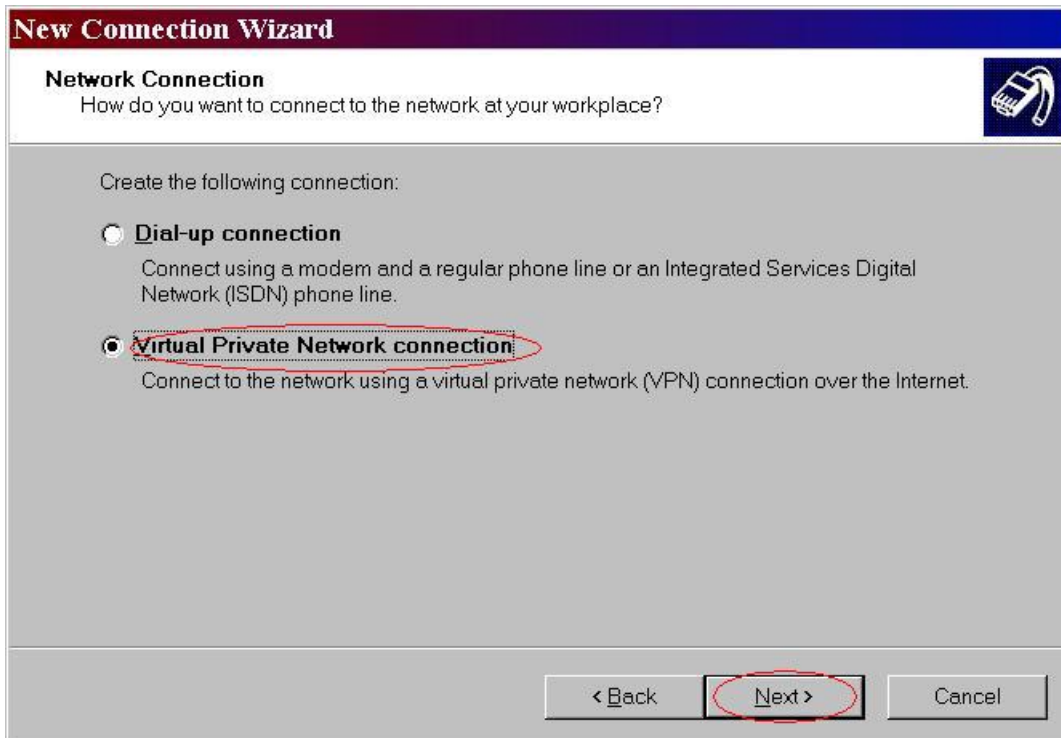 New Connection Wizard
Network Connection
How do you want to connect to the network at your workplace?
Create the following connection:
Dial-up connection
Connect using a modem and a regular phone line or an Integrated Services Digital
Network (ISDN) phone line.
Virtual Private Network connection
Connect to the network using a virtual private network (VPN) connection over the Internet.
< Back
Next >
Cancel